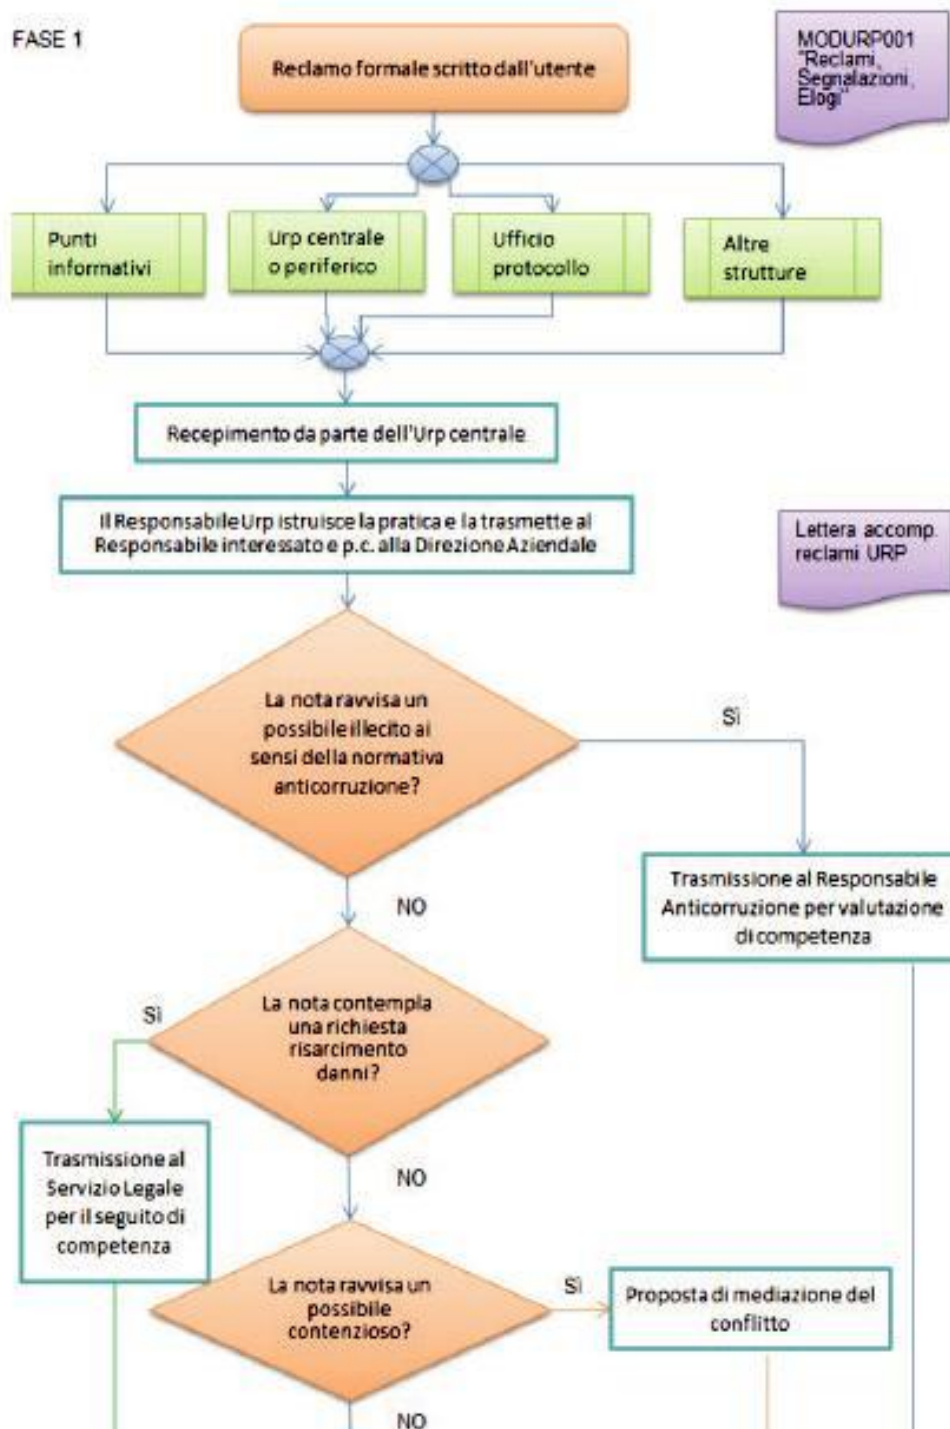 FASE 1
Reclamo formale scritto dall'utente
MODURP001
"Reclami,
Segnalazioni,
Elogi"
Punti
informativi
Urp centrale
o periferico
Ufficio
protocollo
Altre
strutture
Recepimento da parte dell'Urp centrale
Il Responsabile Urp istruisce la pratica e la trasmette al
Responsabile interessato e p.c. alla Direzione Aziendale
Lettera accomp.
reclami URP
La nota ravvisa un
possibile illecito ai
sensi della normativa
anticorruzione?
Sì
Trasmissione al Responsabile
Anticorruzione per valutazione
di competenza
NO
La nota contempla
una richiesta
risarcimento
danni?
Sì
Trasmissione al
Servizio Legale
per il seguito di
competenza
NO
La nota ravvisa un
possibile
contenzioso?
Sì
Proposta di mediazione del
conflitto
NO